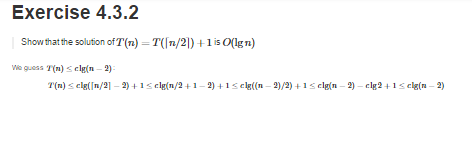 Exercise 4.3.2
Show that the solution of T(n) = T(⌈n/2⌉) + 1 is O(lg n)
We guess T(n) ≤ c lg(n − 2):
T(n) ≤ c lg(⌈n/2⌉ − 2) + 1 ≤ c lg(n/2 + 1 − 2) + 1 ≤ c lg((n − 2)/2) + 1 ≤ c lg(n − 2) − c lg 2 + 1 ≤ c lg(n − 2)